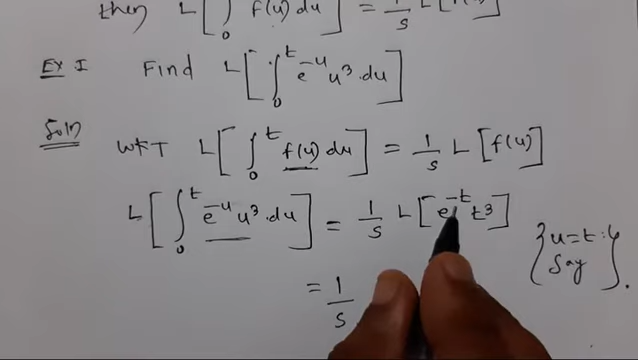 then L[∫₀ᵗ f(u) du] = 1/s L[f(u)]
Ex 1 Find L[∫₀ᵗ e⁻ᵘ u³ . du]
Soln
WKT L[∫₀ᵗ f(u) du] = 1/s L[f(u)]
L[∫₀ᵗ e⁻ᵘ u³ . du] = 1/s L[e⁻ᵗ t³] {u=t
Say}.
= 1/s